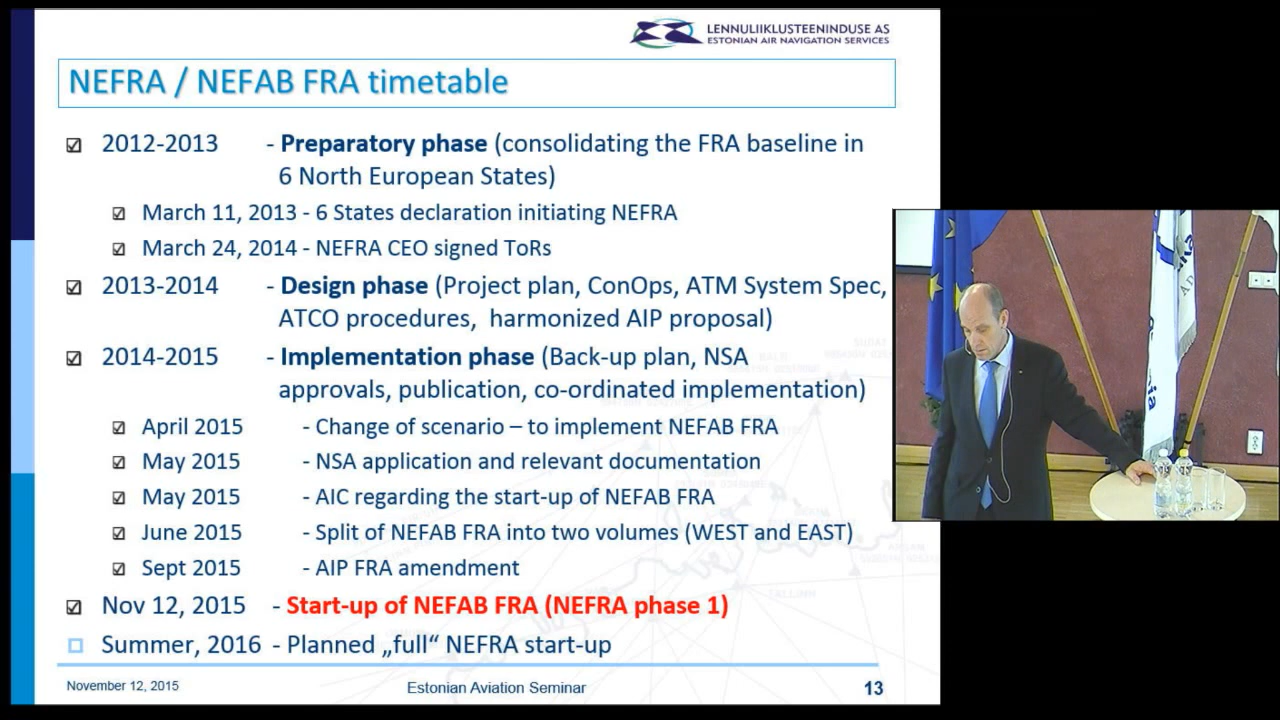 LENNULIIKLUSTEENINDUSE AS
ESTONIAN AIR NAVIGATION SERVICES
NEFRA / NEFAB FRA timetable
2012-2013 - Preparatory phase (consolidating the FRA baseline in
6 North European States)
March 11, 2013 - 6 States declaration initiating NEFRA
March 24, 2014 - NEFRA CEO signed ToRs
2013-2014 - Design phase (Project plan, ConOps, ATM System Spec,
ATCO procedures, harmonized AIP proposal)
2014-2015 - Implementation phase (Back-up plan, NSA
approvals, publication, co-ordinated implementation)
April 2015 - Change of scenario – to implement NEFAB FRA
May 2015 - NSA application and relevant documentation
May 2015 - AIC regarding the start-up of NEFAB FRA
June 2015 - Split of NEFAB FRA into two volumes (WEST and EAST)
Sept 2015 - AIP FRA amendment
Nov 12, 2015 - Start-up of NEFAB FRA (NEFRA phase 1)
Summer, 2016 - Planned „full“ NEFRA start-up
November 12, 2015
Estonian Aviation Seminar
13
TALLINN